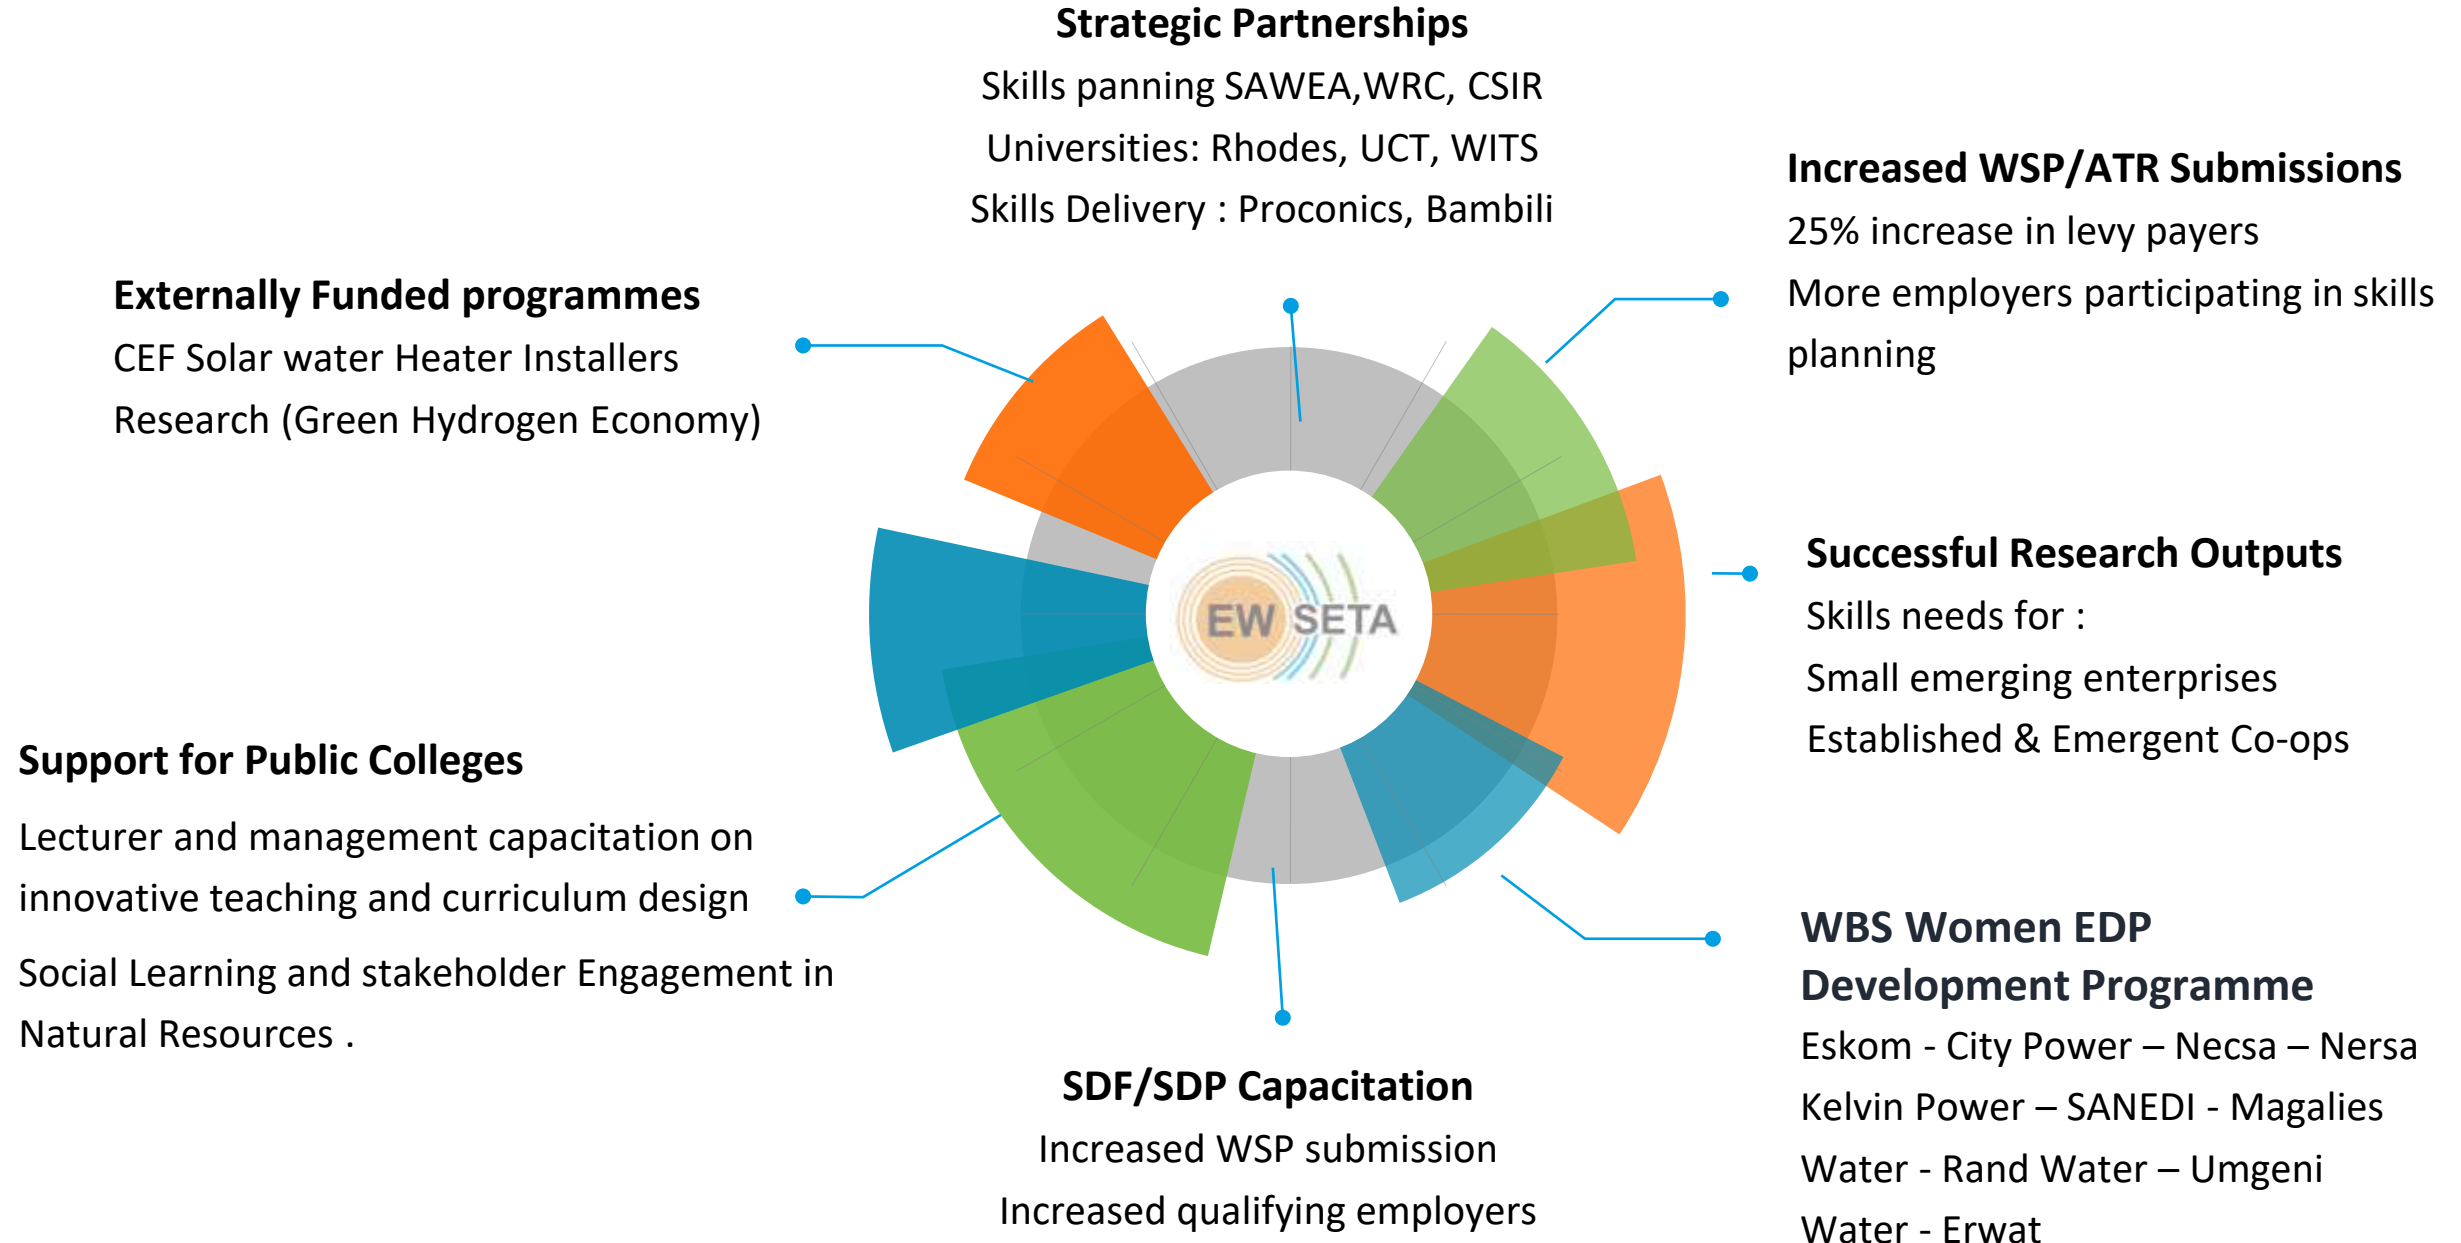 Strategic Partnerships
Skills panning SAWEA,WRC, CSIR
Universities: Rhodes, UCT, WITS
Skills Delivery : Proconics, Bambili
Increased WSP/ATR Submissions
25% increase in levy payers
More employers participating in skills
planning
Externally Funded programmes
CEF Solar water Heater Installers
Research (Green Hydrogen Economy)
EW SETA
Successful Research Outputs
Skills needs for :
Small emerging enterprises
Established & Emergent Co-ops
Support for Public Colleges
Lecturer and management capacitation on
innovative teaching and curriculum design
Social Learning and stakeholder Engagement in
Natural Resources .
WBS Women EDP
Development Programme
Eskom - City Power – Necsa – Nersa
Kelvin Power – SANEDI - Magalies
Water - Rand Water – Umgeni
Water - Erwat
SDF/SDP Capacitation
Increased WSP submission
Increased qualifying employers